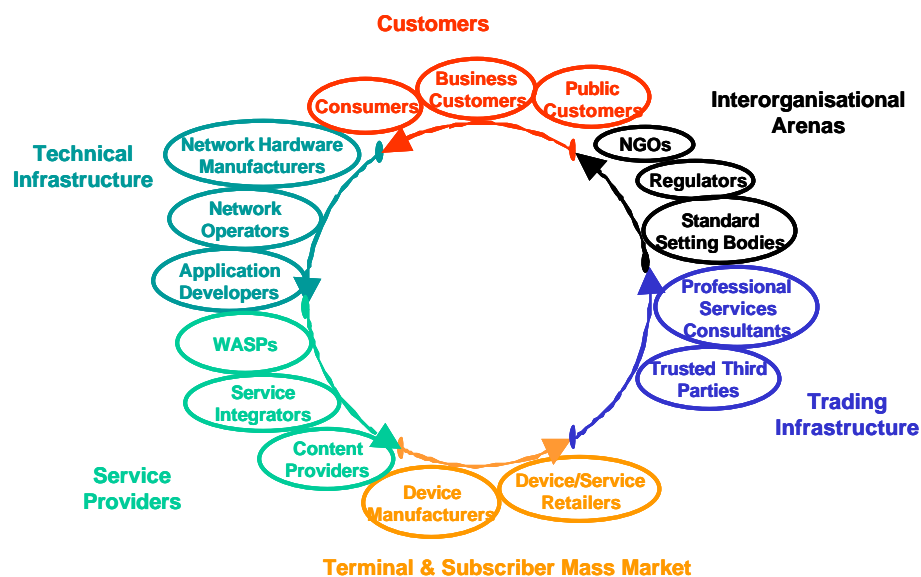 Customers
Business
Customers
Consumers
Public
Customers
Interorganisational
Arenas
NGOs
Regulators
Standard
Setting Bodies
Technical
Infrastructure
Network Hardware
Manufacturers
Network
Operators
Application
Developers
Professional
Services
Consultants
Trusted Third
Parties
Trading
Infrastructure
WASPs
Service
Integrators
Content
Providers
Service
Providers
Device
Manufacturers
Device/Service
Retailers
Terminal & Subscriber Mass Market